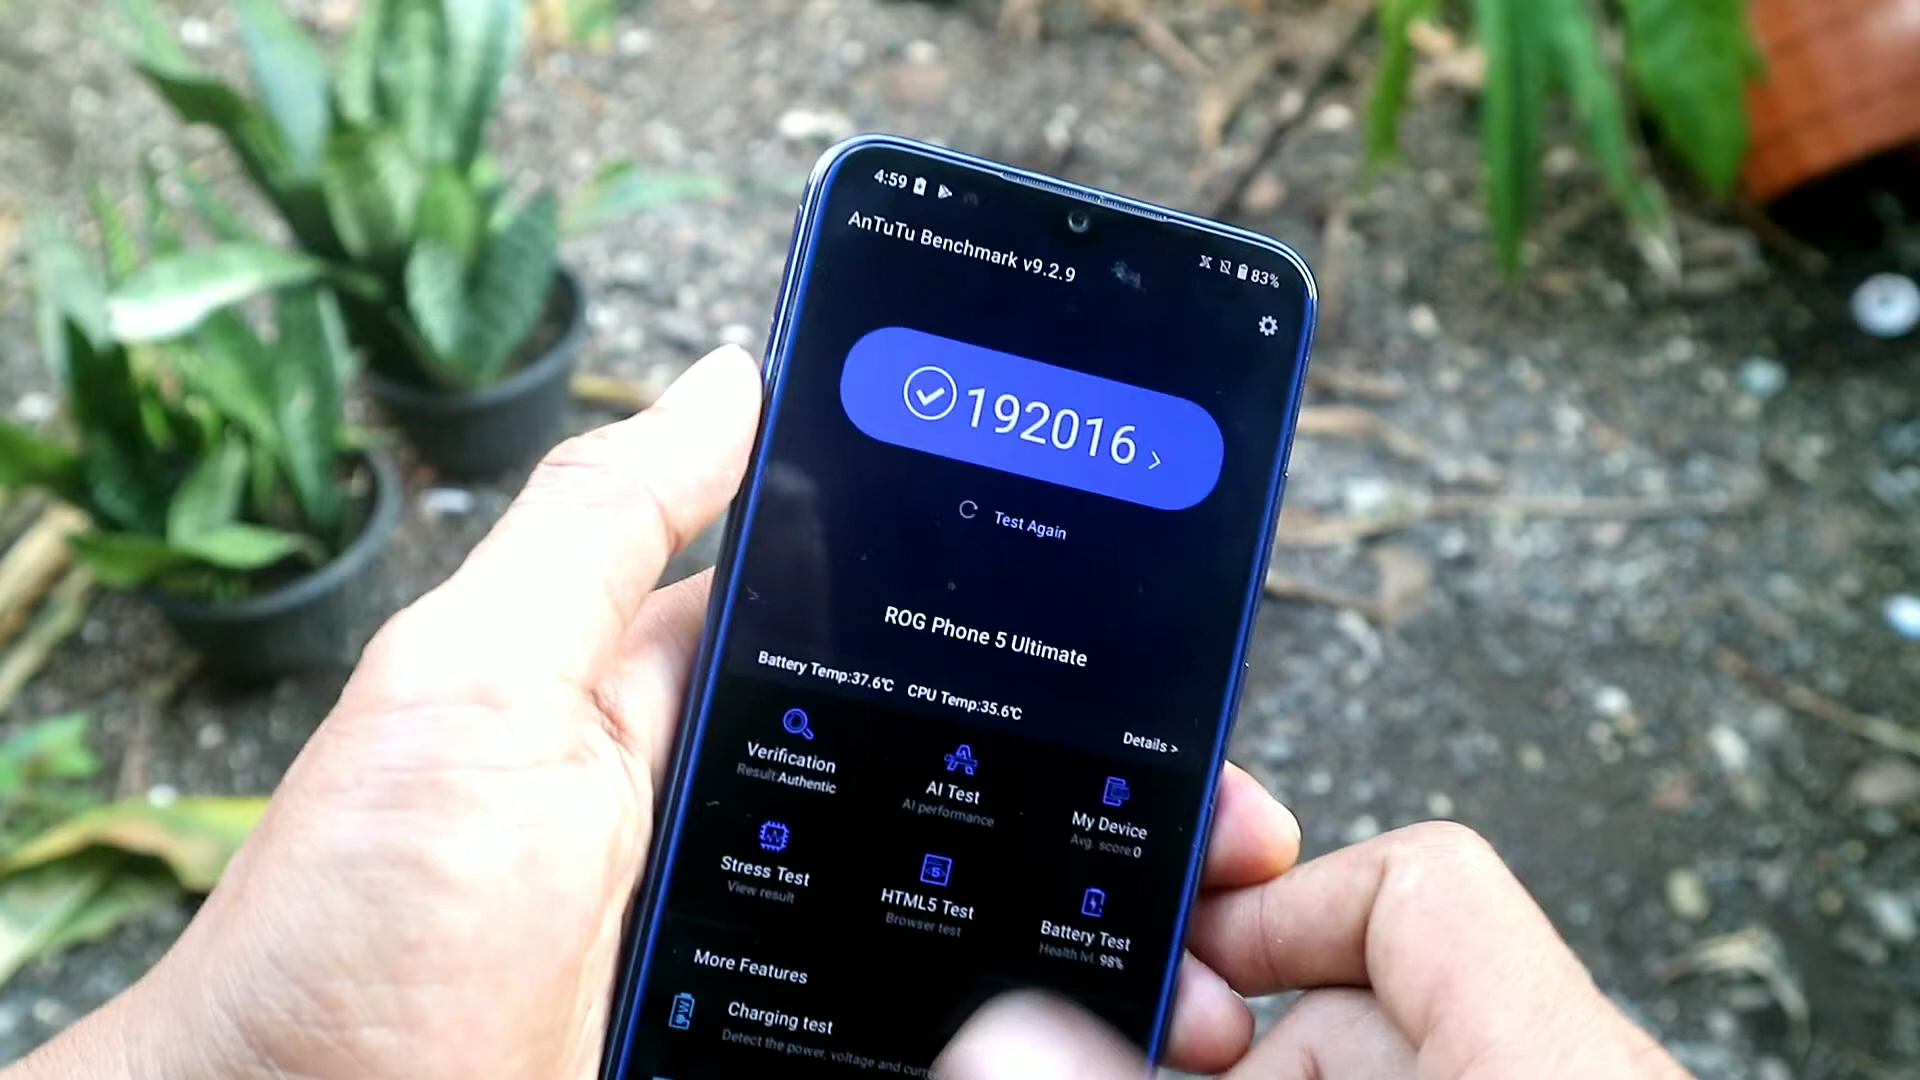 4:59
83%
AnTuTu Benchmark v9.2.9
192016 >
Test Again
ROG Phone 5 Ultimate
Battery Temp:37.6℃ CPU Temp:35.6℃
Details >
Verification
Result:Authentic
AI Test
AI performance
My Device
Avg. score:0
Stress Test
View result
HTML5 Test
Browser test
Battery Test
Health lvl. 98%
More Features
Charging test
Detect the power, voltage and